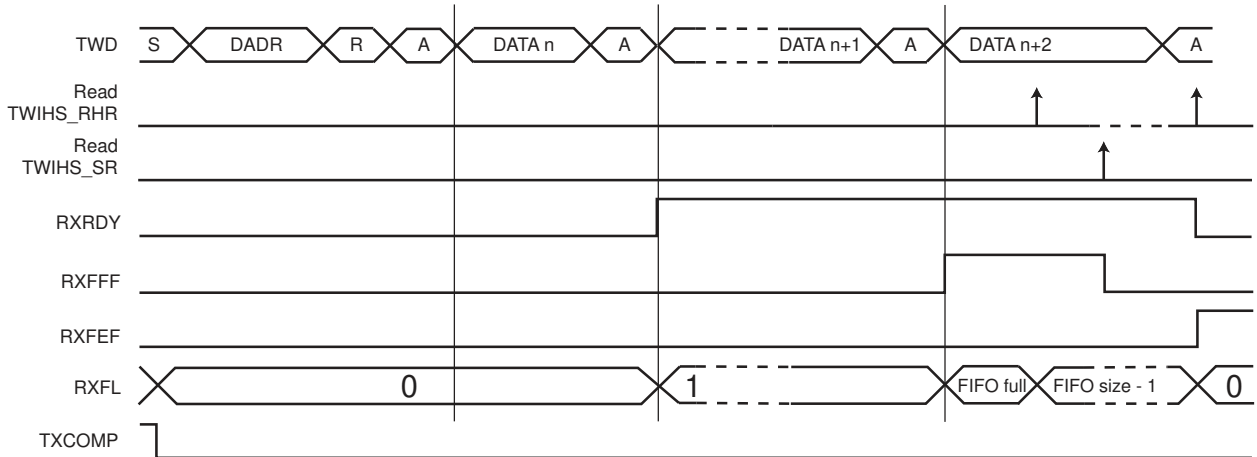 TWD S DADR R A DATA n A DATA n+1 A DATA n+2 A
Read
TWIHS_RHR
Read
TWIHS_SR
RXRDY
RXFFF
RXFEF
RXFL 0 1 FIFO full FIFO size - 1 0
TXCOMP